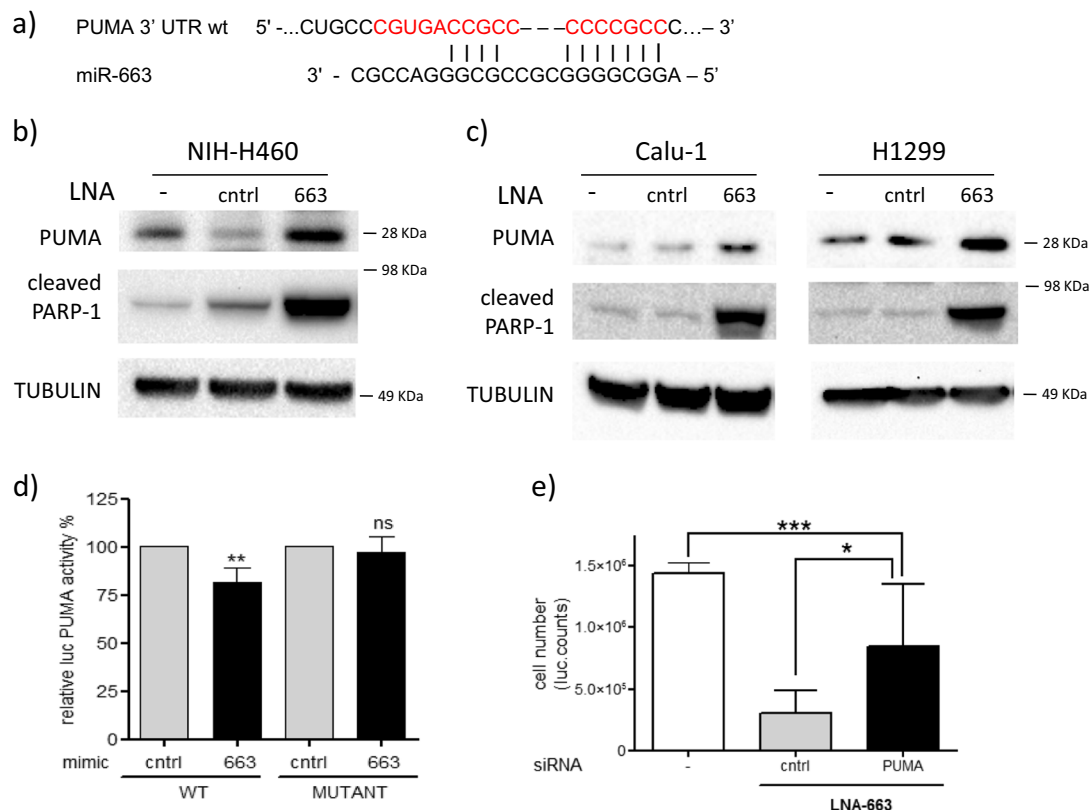 a)
PUMA 3’ UTR wt 5' -...CUGCCCGUGACCGCC– – –CCCCGCCC...– 3’
miR-663 3' - CGCCAGGGCGCCGCGGGGCGGA – 5’
b)
NIH-H460
LNA - cntrl 663
PUMA — 28 KDa
— 98 KDa
cleaved
PARP-1
TUBULIN — 49 KDa
c)
Calu-1 H1299
LNA - cntrl 663 - cntrl 663
PUMA — 28 KDa
— 98 KDa
cleaved
PARP-1
TUBULIN — 49 KDa
d)
relative luc PUMA activity %
125
100
75
50
25
0
** ns
mimic cntrl 663 cntrl 663
WT MUTANT
e)
cell number
(luc.counts)
1.5×10⁶
1.0×10⁶
5.0×10⁵
0
***
*
siRNA - cntrl PUMA
LNA-663